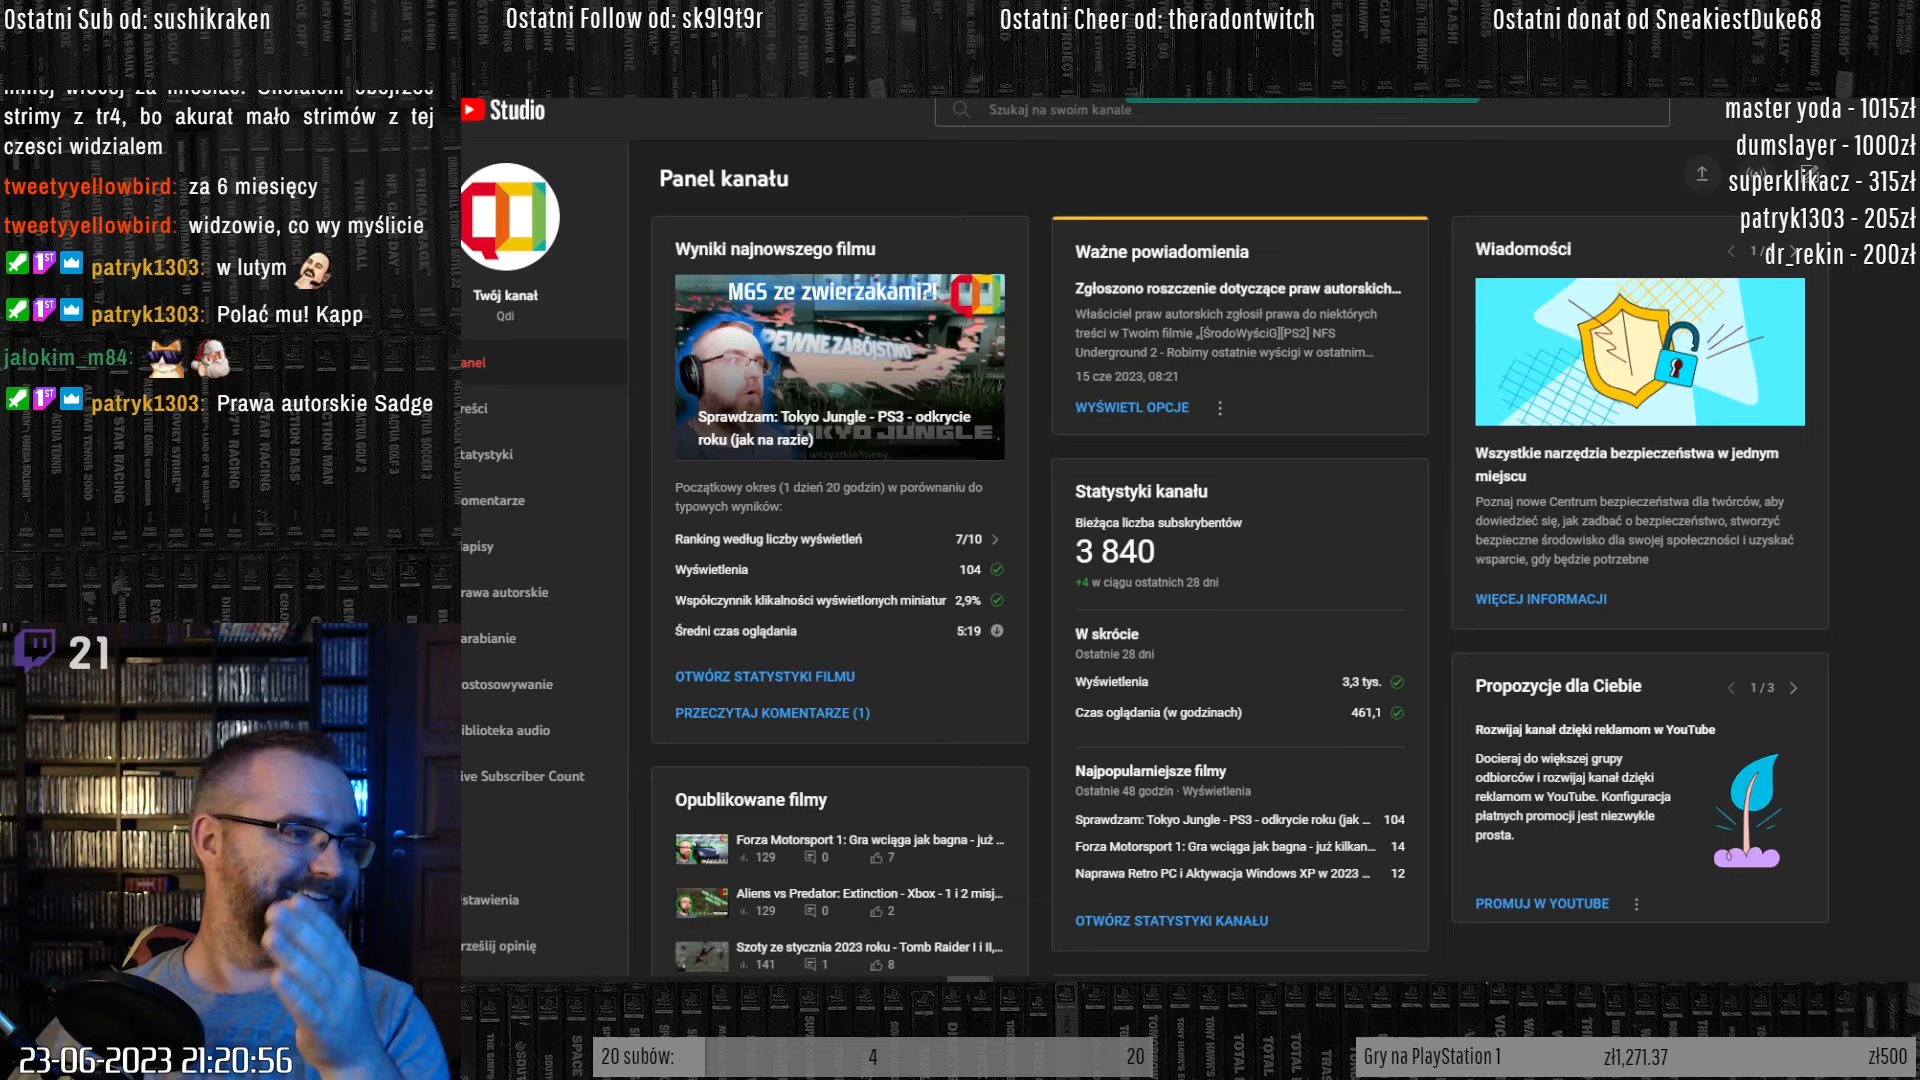 Ostatni Sub od: sushikraken
Ostatni Follow od: sk9l9t9r
Ostatni Cheer od: theradontwitch
Ostatni donat od SneakiestDuke68
strimy z tr4, bo akurat mało strimów z tej
czesci widzialem
tweetyyellowbird: za 6 miesięcy
tweetyyellowbird: widzowie, co wy myślicie
patryk1303: w lutym
patryk1303: Polać mu! Kapp
jalokim_m84:
patryk1303: Prawa autorskie Sadge
21
23-06-2023 21:20:56
Studio
Szukaj na swoim kanale
Twój kanał
Qdi
anel
reści
tatystyki
omentarze
apisy
rawa autorskie
arabianie
ostosowywanie
iblioteka audio
ive Subscriber Count
stawienia
rześlij opinię
Panel kanału
Wyniki najnowszego filmu
MGS ze zwierzakami?!
PEWNE ZABÓJSTWO
Sprawdzam: Tokyo Jungle - PS3 - odkrycie
roku (jak na razie)
TOKYO JUNGLE
Początkowy okres (1 dzień 20 godzin) w porównaniu do
typowych wyników:
Ranking według liczby wyświetleń 7/10
Wyświetlenia 104
Współczynnik klikalności wyświetlonych miniatur 2,9%
Średni czas oglądania 5:19
OTWÓRZ STATYSTYKI FILMU
PRZECZYTAJ KOMENTARZE (1)
Opublikowane filmy
Forza Motorsport 1: Gra wciąga jak bagna - już ...
129 0 7
Aliens vs Predator: Extinction - Xbox - 1 i 2 misj...
129 0 2
Szoty ze stycznia 2023 roku - Tomb Raider I i II,...
141 1 8
Ważne powiadomienia
Zgłoszono roszczenie dotyczące praw autorskich...
Właściciel praw autorskich zgłosił prawa do niektórych
treści w Twoim filmie „[ŚrodoWyściG][PS2] NFS
Underground 2 - Robimy ostatnie wyścigi w ostatnim...
15 cze 2023, 08:21
WYŚWIETL OPCJE
Statystyki kanału
Bieżąca liczba subskrybentów
3 840
+4 w ciągu ostatnich 28 dni
W skrócie
Ostatnie 28 dni
Wyświetlenia 3,3 tys.
Czas oglądania (w godzinach) 461,1
Najpopularniejsze filmy
Ostatnie 48 godzin · Wyświetlenia
Sprawdzam: Tokyo Jungle - PS3 - odkrycie roku (jak ... 104
Forza Motorsport 1: Gra wciąga jak bagna - już kilkan... 14
Naprawa Retro PC i Aktywacja Windows XP w 2023 ... 12
OTWÓRZ STATYSTYKI KANAŁU
Wiadomości
Wszystkie narzędzia bezpieczeństwa w jednym
miejscu
Poznaj nowe Centrum bezpieczeństwa dla twórców, aby
dowiedzieć się, jak zadbać o bezpieczeństwo, stworzyć
bezpieczne środowisko dla swojej społeczności i uzyskać
wsparcie, gdy będzie potrzebne
WIĘCEJ INFORMACJI
Propozycje dla Ciebie
1 / 3
Rozwijaj kanał dzięki reklamom w YouTube
Docieraj do większej grupy
odbiorców i rozwijaj kanał dzięki
reklamom w YouTube. Konfiguracja
płatnych promocji jest niezwykle
prosta.
PROMUJ W YOUTUBE
master yoda - 1015zł
dumslayer - 1000zł
superklikacz - 315zł
patryk1303 - 205zł
dr_rekin - 200zł
20 subów: 4 20
Gry na PlayStation 1 zł1,271.37 zł500